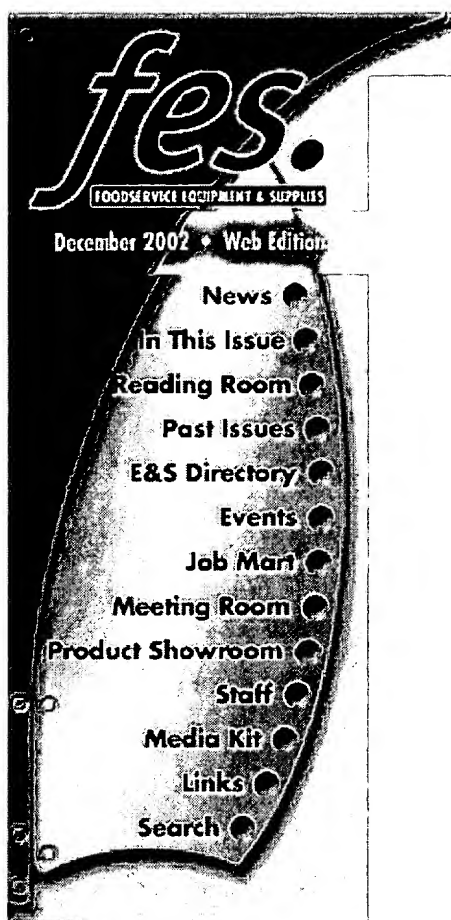 fes
FOODSERVICE EQUIPMENT & SUPPLIES
December 2002 • Web Edition
News
In This Issue
Reading Room
Past Issues
E&S Directory
Events
Job Mart
Meeting Room
Product Showroom
Staff
Media Kit
Links
Search